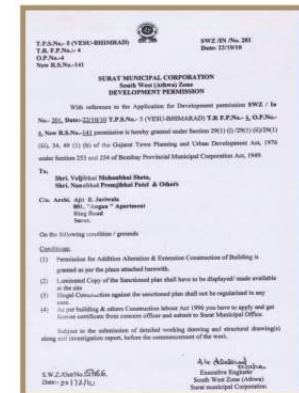 T.P.S.No.- 5 (VESU-BHIMRAD)
T.R. F.P.No.:- 4
O.P.No.-4
New R.S.No.-141
SWZ /IN /No. 201
Date: 22/10/10
SURAT MUNICIPAL CORPORATION
South West (Athwa) Zone
DEVELOPMENT PERMISSION
With reference to the Application for Development permission SWZ / In
No.- 201, Date:-22/10/10 T.P.S.No.- 5 (VESU-BHIMARAD) T.R F.P.No.- 4, O.P.No.-
4, New R.S.No.-141 permission is hereby granted under Section 29(1) (i) /29(1) (ii)/29(1)
(iii), 34, 49 (1) (b) of the Gujarat Town Planning and Urban Development Act, 1976
under Section 253 and 254 of Bombay Provincial Municipal Corporation Act, 1949.
To,
Shri. Veljibhai Mohanbhai Sheta,
Shri. Nanubhai Premjibhai Patel & Others
C/o. Archi. Ajit B. Jariwala
801, "Angan" Apartment
Ring Road
Surat.
On the following condition / grounds
Conditions:
(1) Permission for Addition Alteration & Extension Construction of Building is
granted as per the plans attached herewith.
(2) Laminated Copy of the Sanctioned plan shall have to be displayed/ made available
at the site
(3) Illegal Construction against the sanctioned plan shall not be regularized in any
case.
(4) As per building & others Construction labour Act 1996 you have to apply and get
license certificate from concern officer and submit to Surat Municipal Office.
Subject to the submission of detailed working drawing and structural drawing(s)
along soil investigation report, before the commencement of the work.
S.W.Z./Out/No.
Date:-
Executive Engineer
South West Zone (Athwa)
Surat municipal Corporation